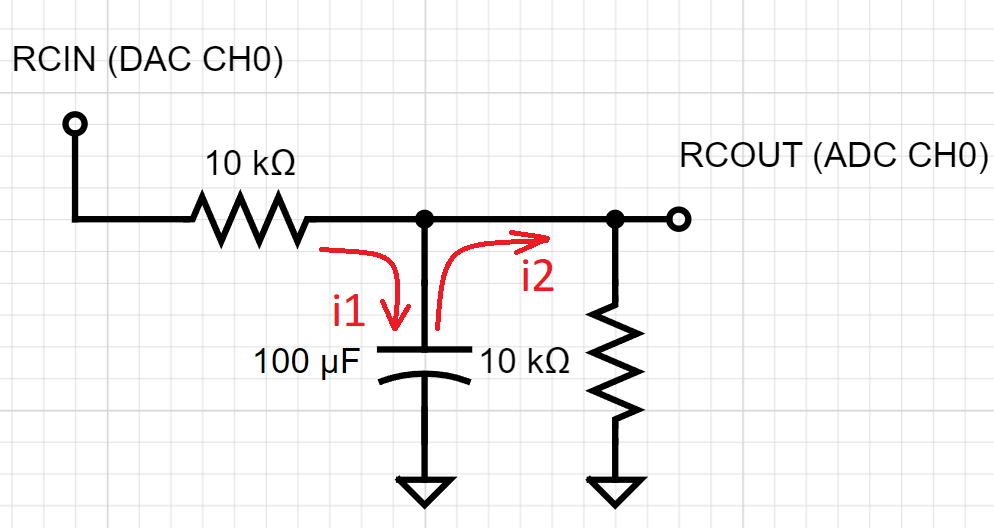 RCIN (DAC CH0)
10 kΩ
RCOUT (ADC CH0)
i1
i2
100 μF
10 kΩ